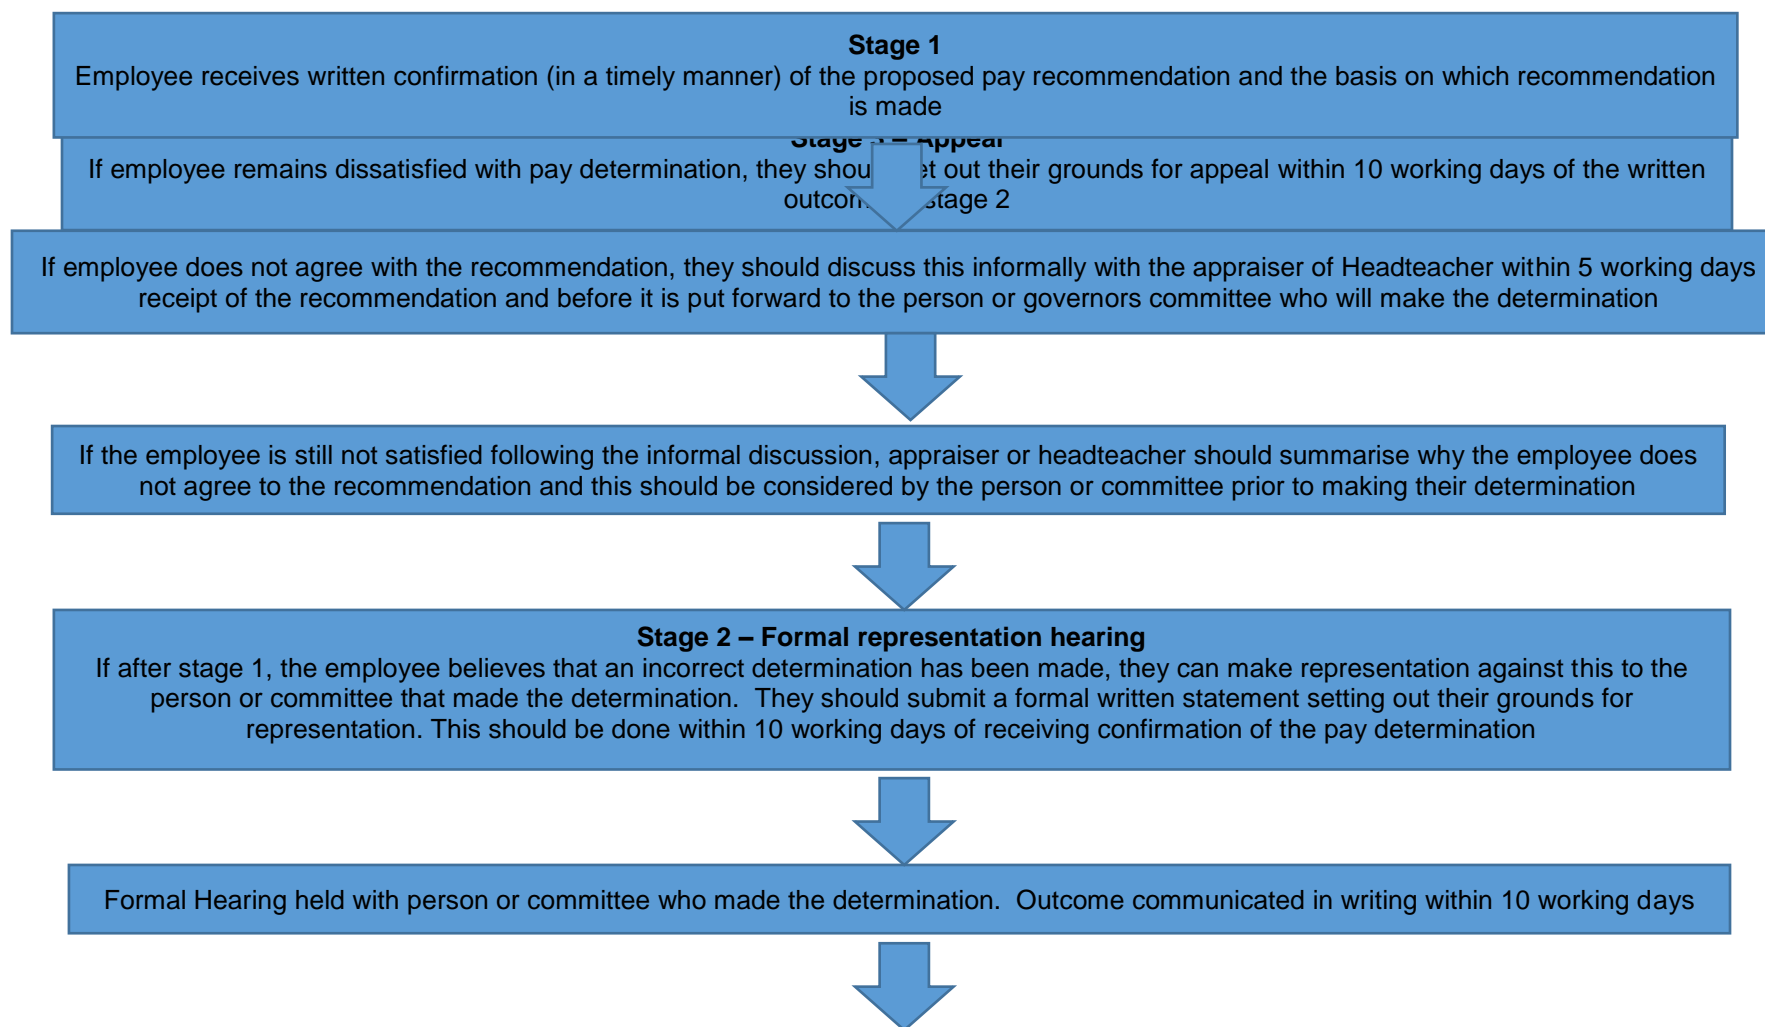 Stage 1
Employee receives written confirmation (in a timely manner) of the proposed pay recommendation and the basis on which recommendation
is made
Stage 3 – Appeal
If employee remains dissatisfied with pay determination, they shou et out their grounds for appeal within 10 working days of the written
outcom stage 2
If employee does not agree with the recommendation, they should discuss this informally with the appraiser of Headteacher within 5 working days
receipt of the recommendation and before it is put forward to the person or governors committee who will make the determination
If the employee is still not satisfied following the informal discussion, appraiser or headteacher should summarise why the employee does
not agree to the recommendation and this should be considered by the person or committee prior to making their determination
Stage 2 – Formal representation hearing
If after stage 1, the employee believes that an incorrect determination has been made, they can make representation against this to the
person or committee that made the determination. They should submit a formal written statement setting out their grounds for
representation. This should be done within 10 working days of receiving confirmation of the pay determination
Formal Hearing held with person or committee who made the determination. Outcome communicated in writing within 10 working days